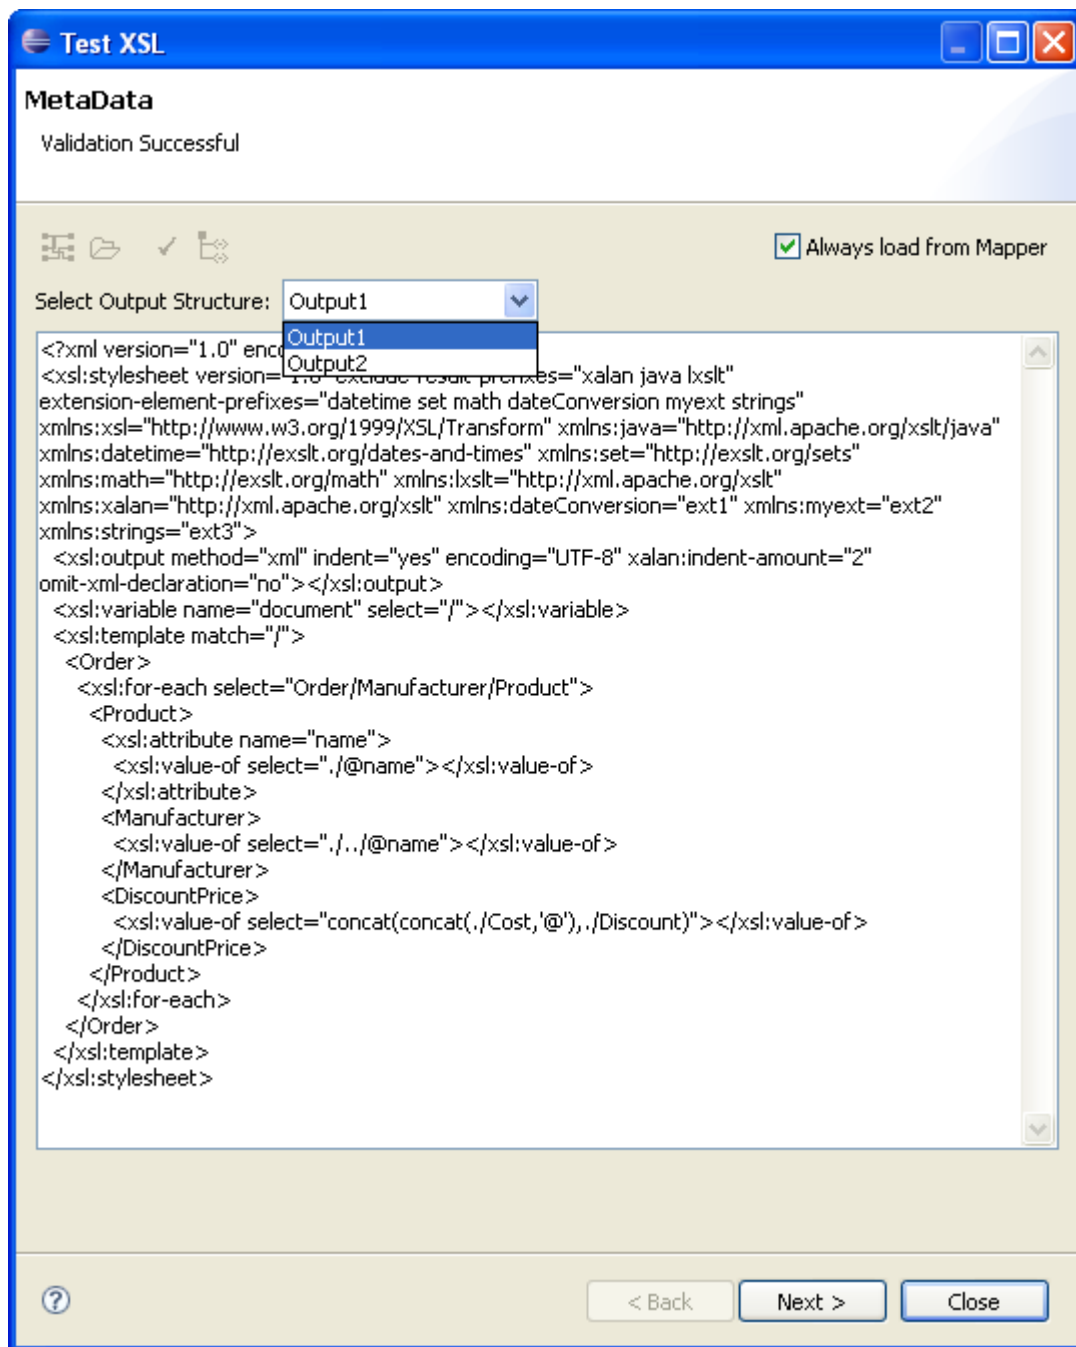 Test XSL
MetaData
Validation Successful
Always load from Mapper
Select Output Structure: Output1
Output1
Output2
<?xml version="1.0"
<xsl:stylesheet version="1.0" exclude-result-prefixes="xalan java lxslt"
extension-element-prefixes="datetime set math dateConversion myext strings"
xmlns:xsl="http://www.w3.org/1999/XSL/Transform" xmlns:java="http://xml.apache.org/xslt/java"
xmlns:datetime="http://exslt.org/dates-and-times" xmlns:set="http://exslt.org/sets"
xmlns:math="http://exslt.org/math" xmlns:lxslt="http://xml.apache.org/xslt"
xmlns:xalan="http://xml.apache.org/xslt" xmlns:dateConversion="ext1" xmlns:myext="ext2"
xmlns:strings="ext3">
<xsl:output method="xml" indent="yes" encoding="UTF-8" xalan:indent-amount="2"
omit-xml-declaration="no"></xsl:output>
<xsl:variable name="document" select="/"></xsl:variable>
<xsl:template match="/">
<Order>
<xsl:for-each select="Order/Manufacturer/Product">
<Product>
<xsl:attribute name="name">
<xsl:value-of select="./@name"></xsl:value-of>
</xsl:attribute>
<Manufacturer>
<xsl:value-of select="./../@name"></xsl:value-of>
</Manufacturer>
<DiscountPrice>
<xsl:value-of select="concat(concat(./Cost,'@'),./Discount)"></xsl:value-of>
</DiscountPrice>
</Product>
</xsl:for-each>
</Order>
</xsl:template>
</xsl:stylesheet>
< Back
Next >
Close